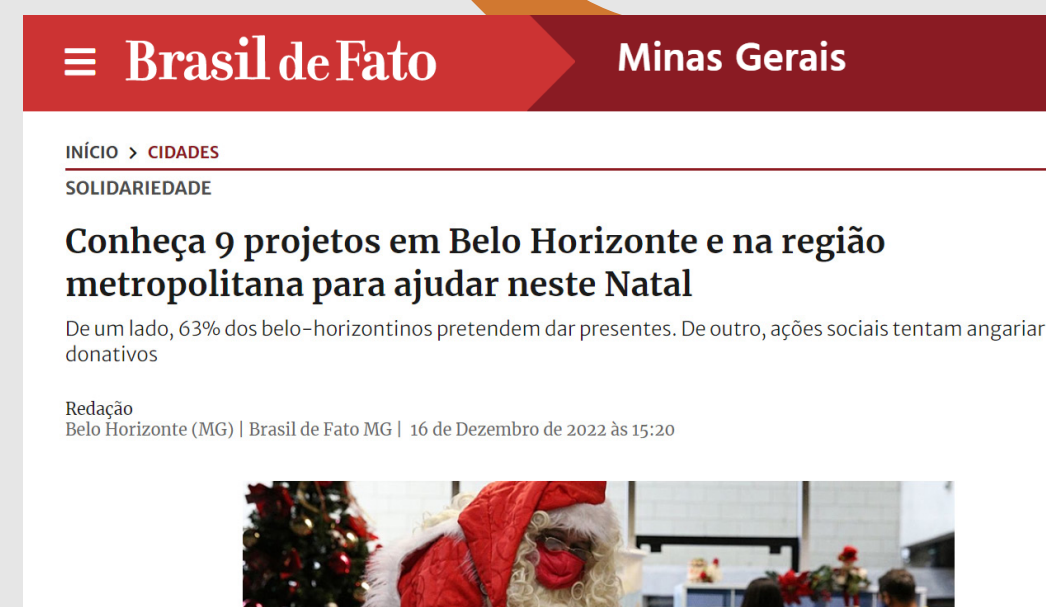 Brasil de Fato
Minas Gerais
INÍCIO > CIDADES
SOLIDARIEDADE
Conheça 9 projetos em Belo Horizonte e na região
metropolitana para ajudar neste Natal
De um lado, 63% dos belo-horizontinos pretendem dar presentes. De outro, ações sociais tentam angariar
donativos
Redação
Belo Horizonte (MG) | Brasil de Fato MG | 16 de Dezembro de 2022 às 15:20